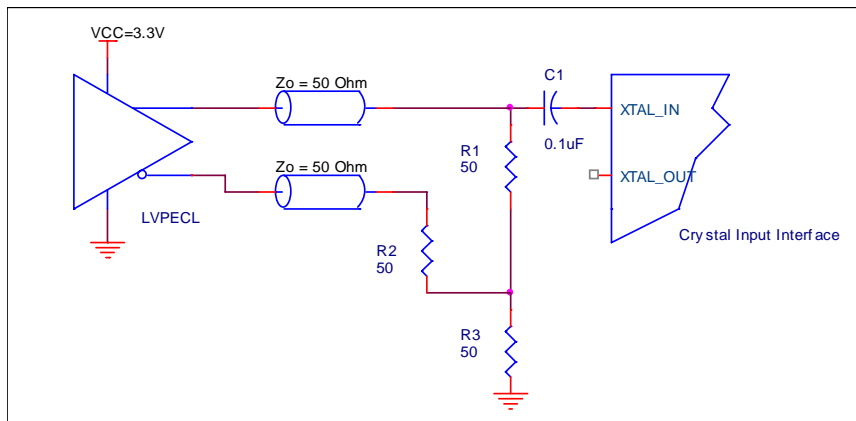 VCC=3.3V
Zo = 50 Ohm
C1
0.1uF
XTAL_IN
R1
50
Zo = 50 Ohm
XTAL_OUT
LVPECL
R2
50
Crystal Input Interface
R3
50